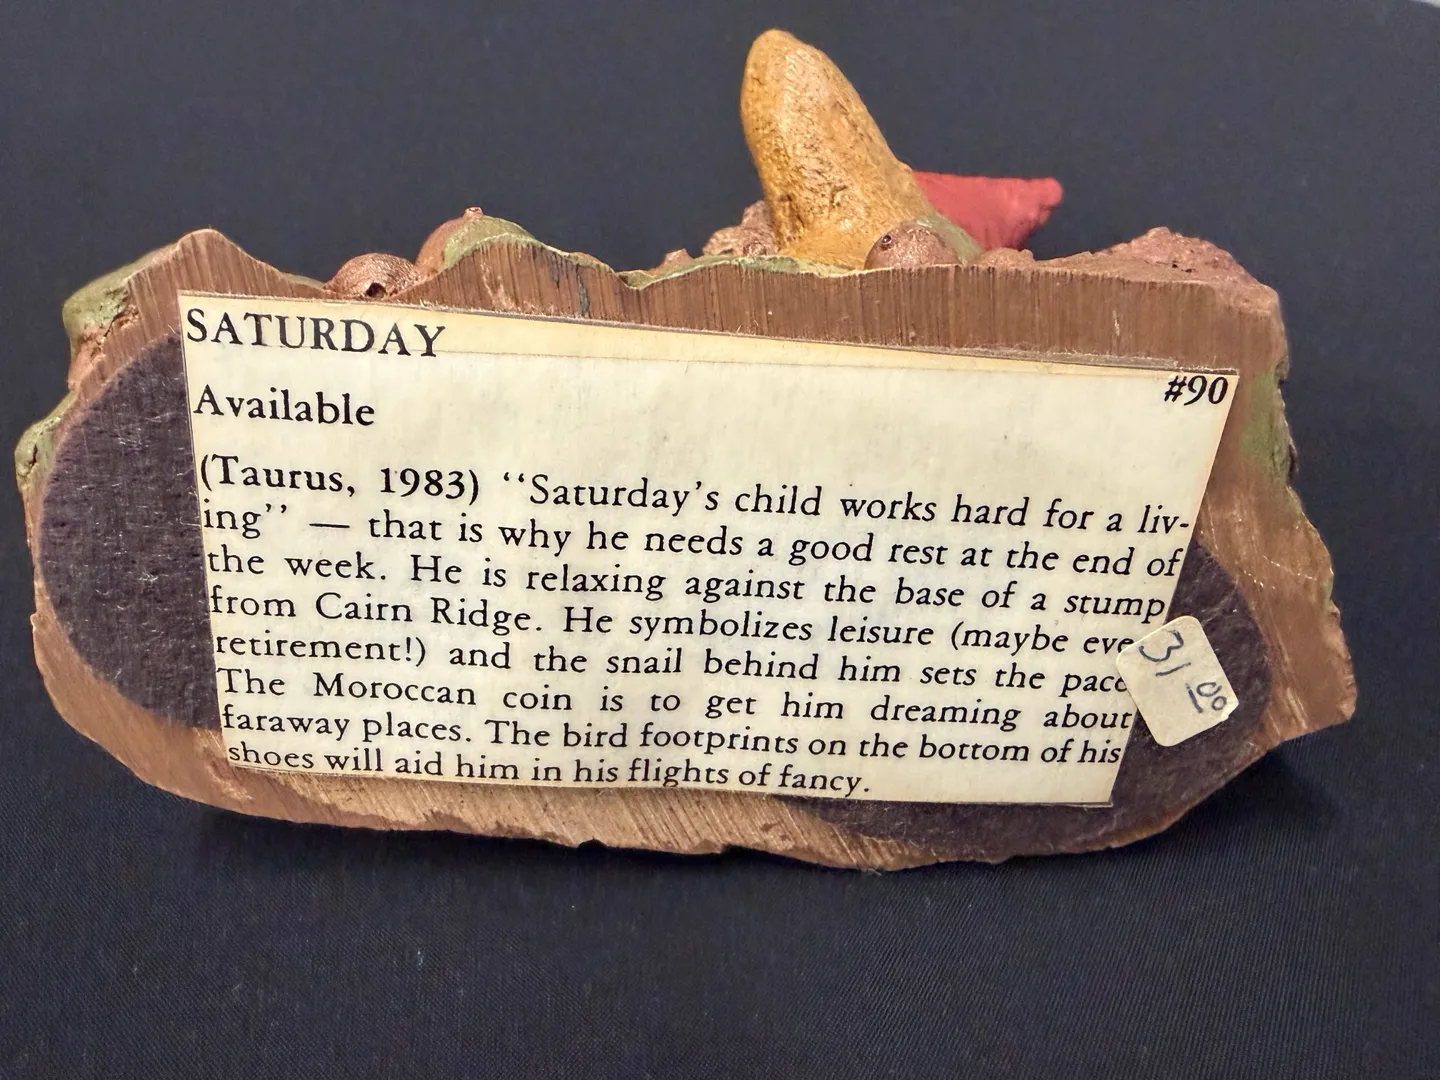 SATURDAY
#90
Available
(Taurus, 1983) ‘‘Saturday’s child works hard for a liv-
ing’’ — that is why he needs a good rest at the end of
the week. He is relaxing against the base of a stump
from Cairn Ridge. He symbolizes leisure (maybe eve
retirement!) and the snail behind him sets the pace
The Moroccan coin is to get him dreaming about
faraway places. The bird footprints on the bottom of his
shoes will aid him in his flights of fancy.
31 00